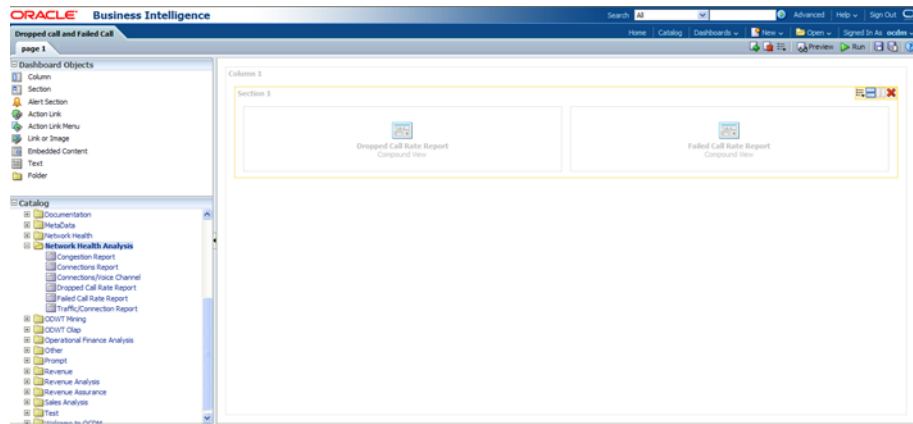 ORACLE Business Intelligence
Search All Advanced Help Sign Out
Dropped call and Failed Call
Home Catalog Dashboards New Open Signed In As ocdm
page 1
Preview Run
Dashboard Objects
Column
Section
Alert Section
Action Link
Action Link Menu
Link or Image
Embedded Content
Text
Folder
Catalog
Documentation
MetaData
Network Health
Network Health Analysis
Congestion Report
Connections Report
Connections/Voice Channel
Dropped Call Rate Report
Failed Call Rate Report
Traffic/Connection Report
ODWT Mining
ODWT Olap
Operational Finance Analysis
Other
Prompt
Revenue
Revenue Analysis
Revenue Assurance
Sales Analysis
Test
Welcome to OCDM
Column 1
Section 1
Dropped Call Rate Report
Compound View
Failed Call Rate Report
Compound View